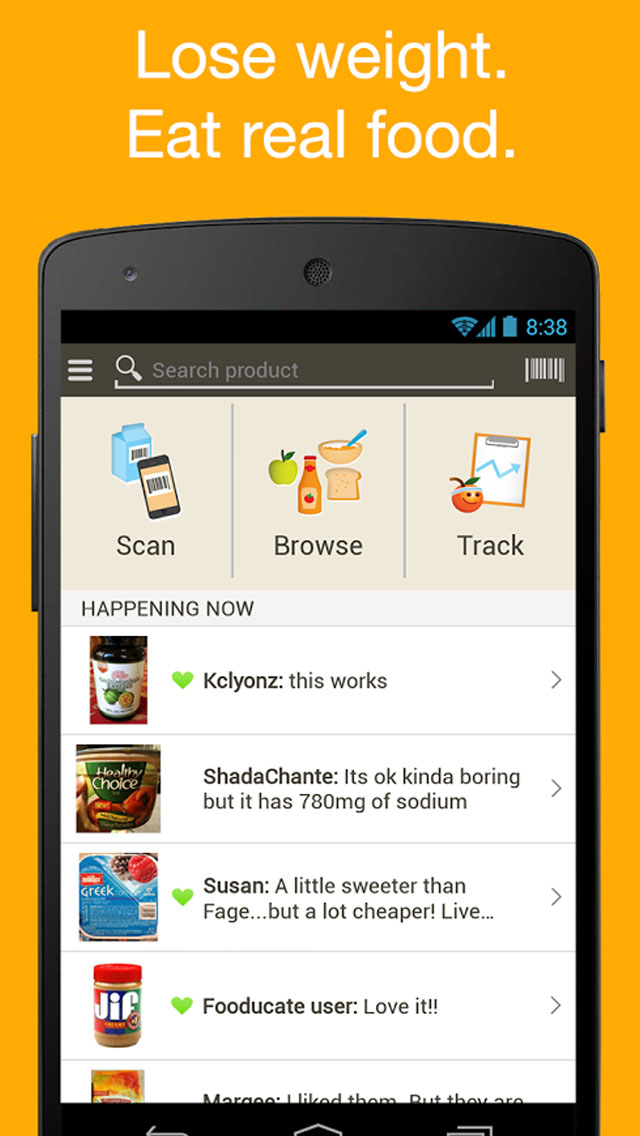 Lose weight.
Eat real food.
8:38
Search product
Scan
Browse
Track
HAPPENING NOW
Kclyonz: this works
Healthy
Choice
ShadaChante: Its ok kinda boring
but it has 780mg of sodium
GREEK
Susan: A little sweeter than
Fage...but a lot cheaper! Live…
Jif
CREAMY
Fooducate user: Love it!!
Margee: I liked them. But they are